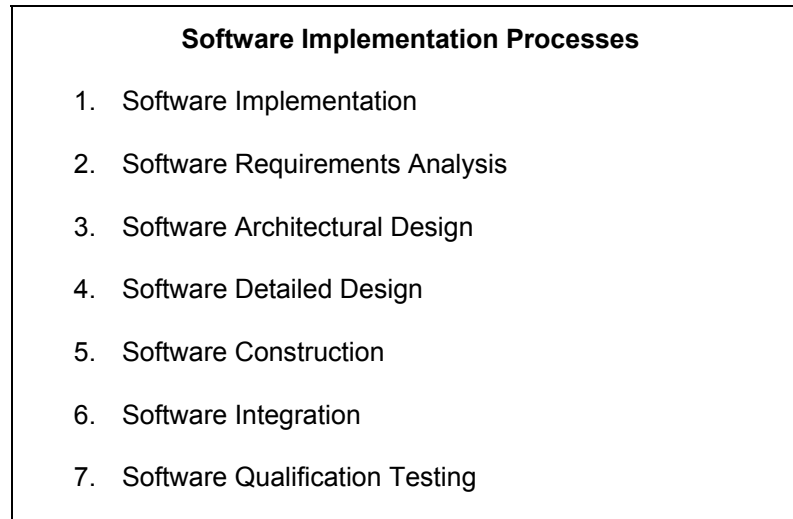 Software Implementation Processes
1. Software Implementation
2. Software Requirements Analysis
3. Software Architectural Design
4. Software Detailed Design
5. Software Construction
6. Software Integration
7. Software Qualification Testing